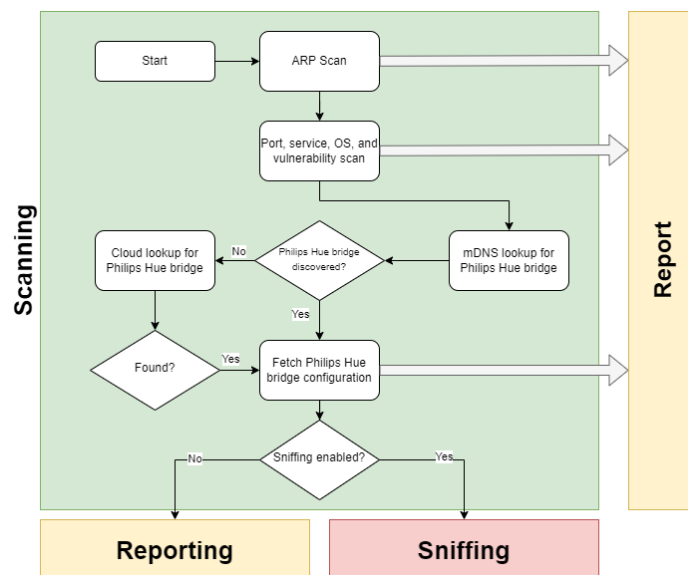 Start
ARP Scan
Port, service, OS, and
vulnerability scan
Cloud lookup for
Philips Hue bridge
No
Philips Hue bridge
discovered?
mDNS lookup for
Philips Hue bridge
Yes
Found?
Yes
Fetch Philips Hue
bridge configuration
No
Sniffing enabled?
Yes
Scanning
Report
Reporting
Sniffing